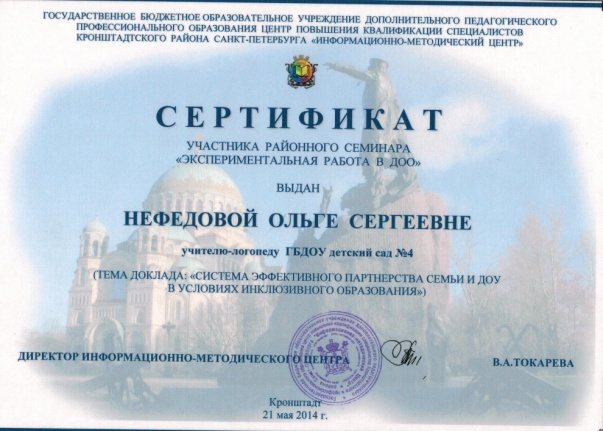 ГОСУДАРСТВЕННОЕ БЮДЖЕТНОЕ ОБРАЗОВАТЕЛЬНОЕ УЧРЕЖДЕНИЕ ДОПОЛНИТЕЛЬНОГО ПЕДАГОГИЧЕСКОГО
ПРОФЕССИОНАЛЬНОГО ОБРАЗОВАНИЯ ЦЕНТР ПОВЫШЕНИЯ КВАЛИФИКАЦИИ СПЕЦИАЛИСТОВ
КРОНШТАДТСКОГО РАЙОНА САНКТ-ПЕТЕРБУРГА «ИНФОРМАЦИОННО-МЕТОДИЧЕСКИЙ ЦЕНТР»
СЕРТИФИКАТ
УЧАСТНИКА РАЙОННОГО СЕМИНАРА
«ЭКСПЕРИМЕНТАЛЬНАЯ РАБОТА В ДОО»
ВЫДАН
НЕФЕДОВОЙ ОЛЬГЕ СЕРГЕЕВНЕ
учителю-логопеду ГБДОУ детский сад №4
(ТЕМА ДОКЛАДА: «СИСТЕМА ЭФФЕКТИВНОГО ПАРТНЕРСТВА СЕМЬИ И ДОУ
В УСЛОВИЯХ ИНКЛЮЗИВНОГО ОБРАЗОВАНИЯ»)
ДИРЕКТОР ИНФОРМАЦИОННО-МЕТОДИЧЕСКОГО ЦЕНТРА
В.А.ТОКАРЕВА
Кронштадт
21 мая 2014 г.